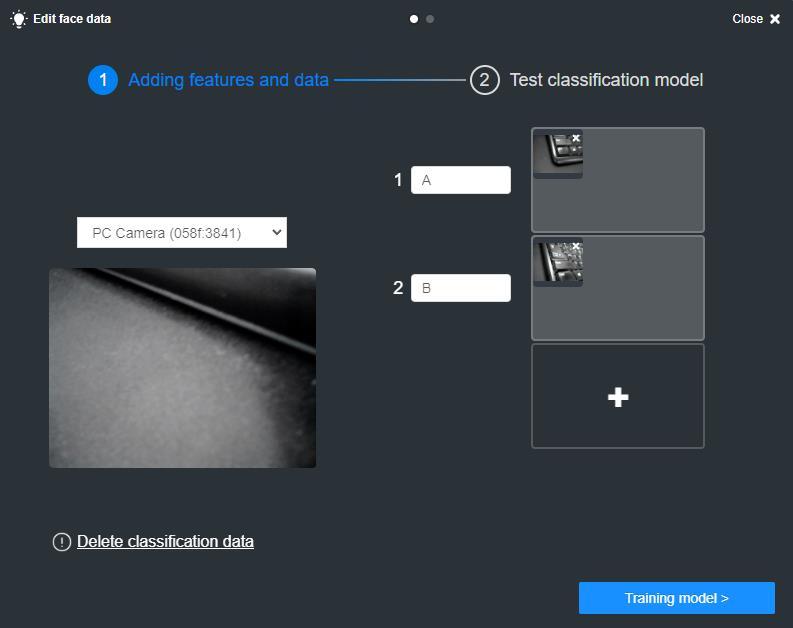 Edit face data
Close
1 Adding features and data
2 Test classification model
1 A
PC Camera (058f:3841)
2 B
Delete classification data
Training model >